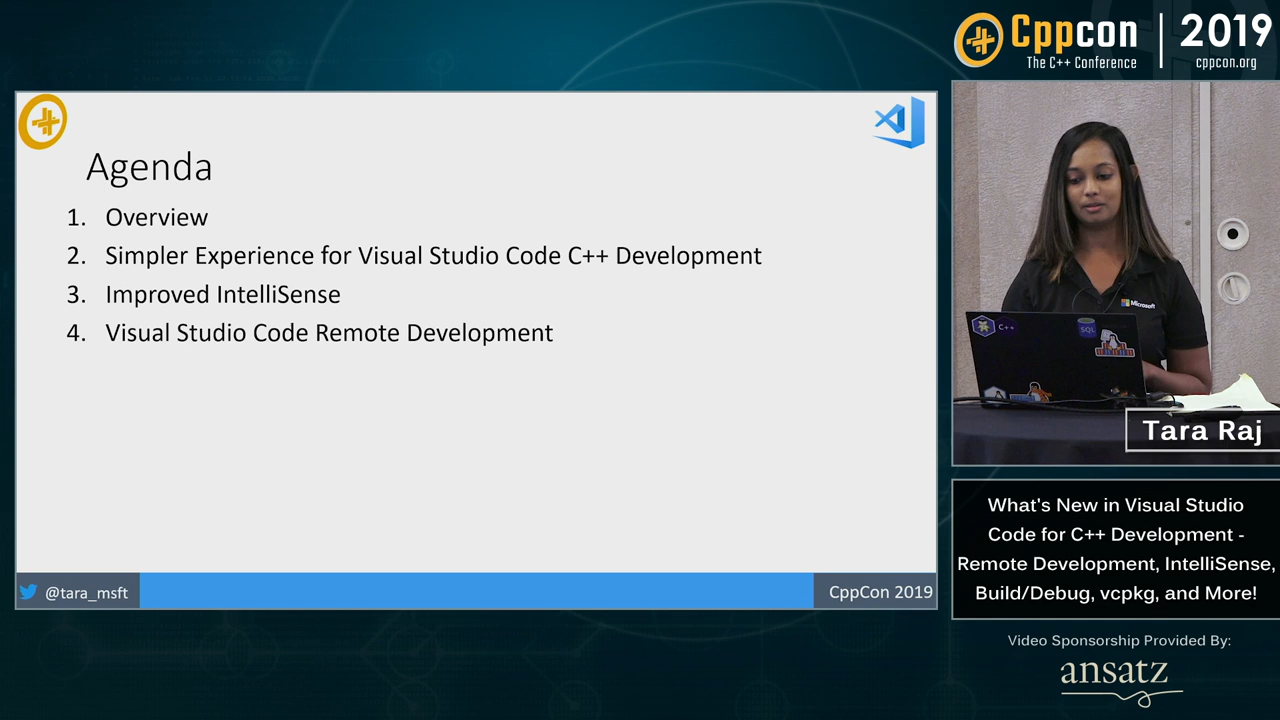 Cppcon
The C++ Conference
2019
cppcon.org
Agenda
1. Overview
2. Simpler Experience for Visual Studio Code C++ Development
3. Improved IntelliSense
4. Visual Studio Code Remote Development
@tara_msft
CppCon 2019
Microsoft
C++
SQL
Tara Raj
What's New in Visual Studio
Code for C++ Development -
Remote Development, IntelliSense,
Build/Debug, vcpkg, and More!
Video Sponsorship Provided By:
ansatz